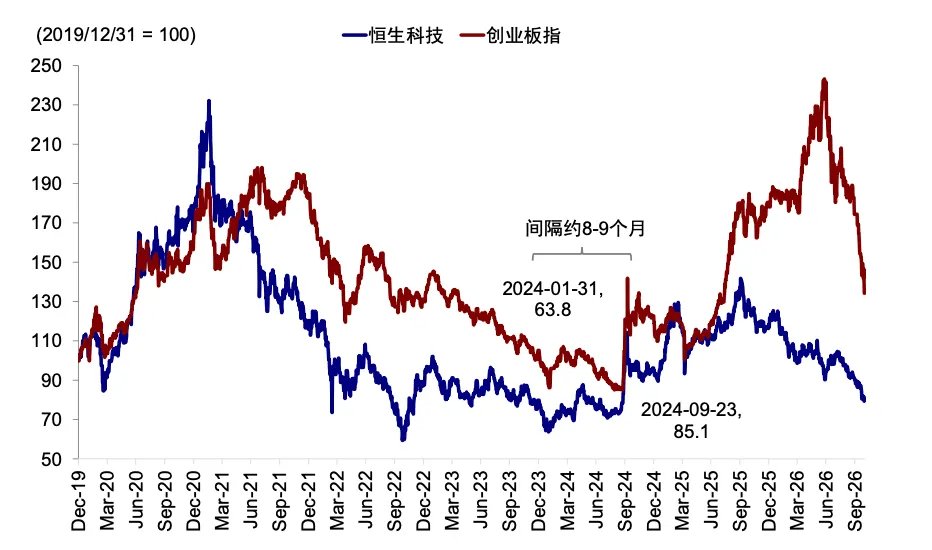 (2019/12/31 = 100)
恒生科技
创业板指
250
230
210
190
170
150
130
110
90
70
50
间隔约8-9个月
2024-01-31,
63.8
2024-09-23,
85.1
Dec-19
Mar-20
Jun-20
Sep-20
Dec-20
Mar-21
Jun-21
Sep-21
Dec-21
Mar-22
Jun-22
Sep-22
Dec-22
Mar-23
Jun-23
Sep-23
Dec-23
Mar-24
Jun-24
Sep-24
Dec-24
Mar-25
Jun-25
Sep-25
Dec-25
Mar-26
Jun-26
Sep-26